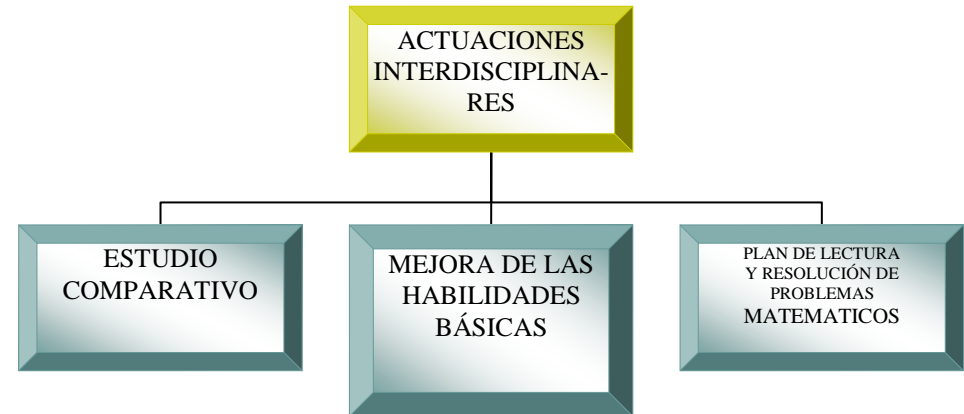 ACTUACIONES
INTERDISCIPLINA-
RES
ESTUDIO
COMPARATIVO
MEJORA DE LAS
HABILIDADES
BÁSICAS
PLAN DE LECTURA
Y RESOLUCIÓN DE
PROBLEMAS
MATEMATICOS